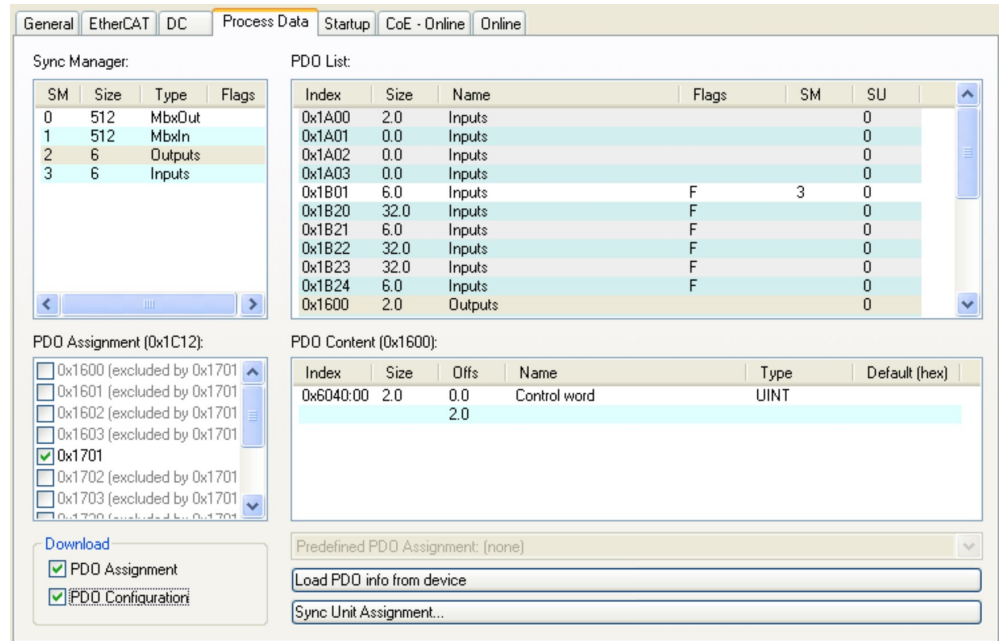 General EtherCAT DC Process Data Startup CoE - Online Online
Sync Manager:
SM Size Type Flags
0 512 MbxOut
1 512 MbxIn
2 6 Outputs
3 6 Inputs
PDO List:
Index Size Name Flags SM SU
0x1A00 2.0 Inputs 0
0x1A01 0.0 Inputs 0
0x1A02 0.0 Inputs 0
0x1A03 0.0 Inputs 0
0x1B01 6.0 Inputs F 3 0
0x1B20 32.0 Inputs F 0
0x1B21 6.0 Inputs F 0
0x1B22 32.0 Inputs F 0
0x1B23 32.0 Inputs F 0
0x1B24 6.0 Inputs F 0
0x1600 2.0 Outputs 0
PDO Assignment (0x1C12):
0x1600 (excluded by 0x1701
0x1601 (excluded by 0x1701
0x1602 (excluded by 0x1701
0x1603 (excluded by 0x1701
0x1701
0x1702 (excluded by 0x1701
0x1703 (excluded by 0x1701
PDO Content (0x1600):
Index Size Offs Name Type Default (hex)
0x6040:00 2.0 0.0 Control word UINT
2.0
Download
PDO Assignment
PDO Configuration
Predefined PDO Assignment: (none)
Load PDO info from device
Sync Unit Assignment...